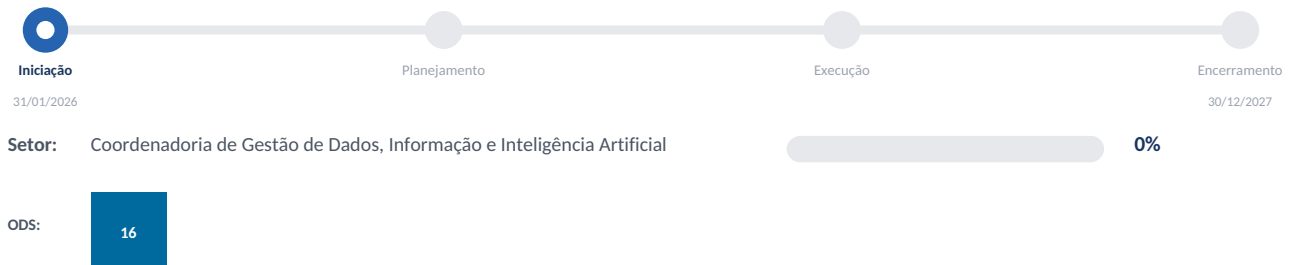 Iniciação Planejamento Execução Encerramento
31/01/2026 30/12/2027
Setor: Coordenadoria de Gestão de Dados, Informação e Inteligência Artificial 0%
ODS: 16